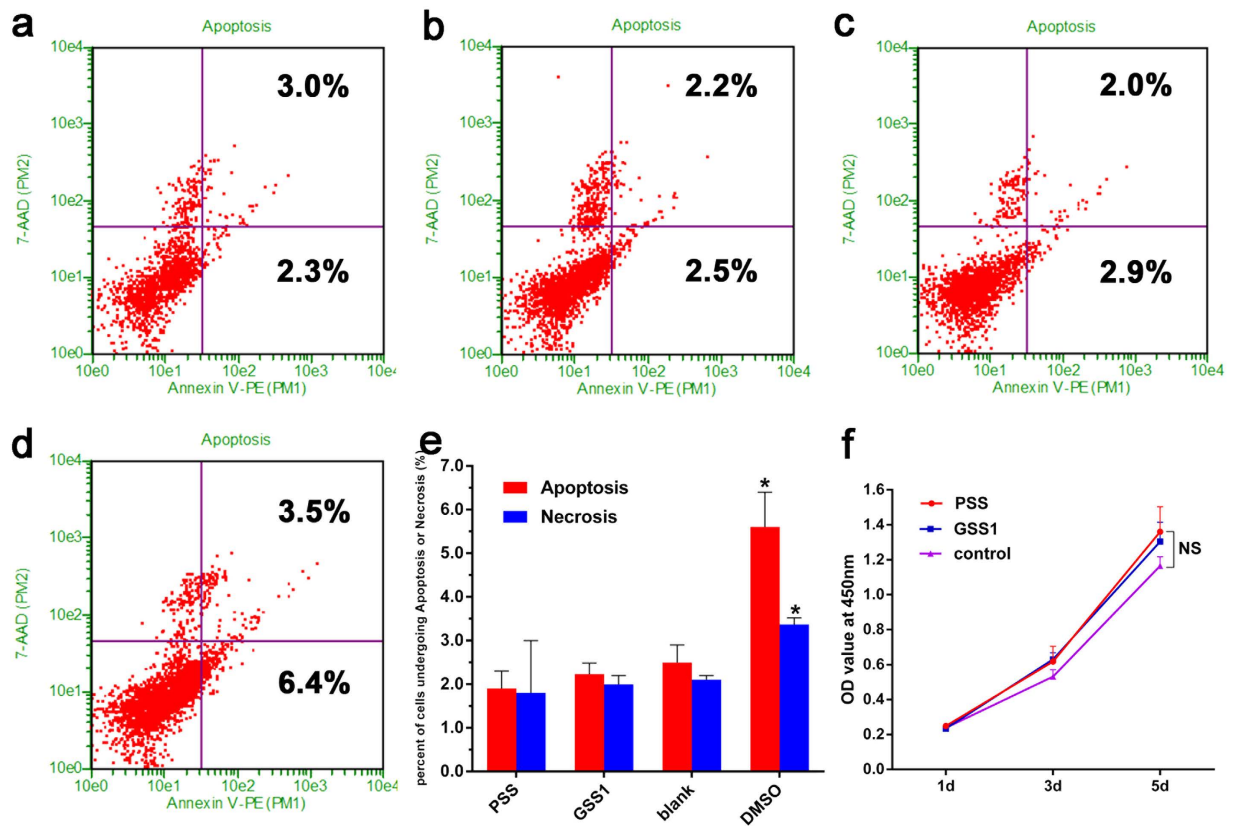 a
Apoptosis
10e4
10e3
10e2
10e1
10e0
7-AAD (PM2)
3.0%
2.3%
10e0 10e1 10e2 10e3 10e4
Annexin V-PE (PM1)
b
Apoptosis
10e4
10e3
10e2
10e1
10e0
7-AAD (PM2)
2.2%
2.5%
10e0 10e1 10e2 10e3 10e4
Annexin V-PE (PM1)
c
Apoptosis
10e4
10e3
10e2
10e1
10e0
7-AAD (PM2)
2.0%
2.9%
10e0 10e1 10e2 10e3 10e4
Annexin V-PE (PM1)
d
Apoptosis
10e4
10e3
10e2
10e1
10e0
7-AAD (PM2)
3.5%
6.4%
10e0 10e1 10e2 10e3 10e4
Annexin V-PE (PM1)
e
percent of cells undergoing Apoptosis or Necrosis (%)
7.0
6.0
5.0
4.0
3.0
2.0
1.0
0.0
Apoptosis
Necrosis
*
*
PSS GSS1 blank DMSO
f
OD value at 450nm
1.6
1.4
1.2
1.0
0.8
0.6
0.4
0.2
0.0
PSS
GSS1
control
NS
1d 3d 5d